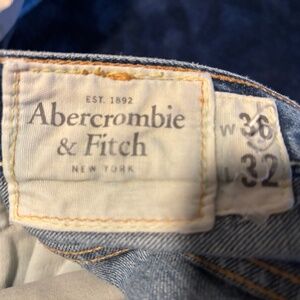 EST. 1892
Abercrombie
& Fitch
NEW YORK
W 36
L 32